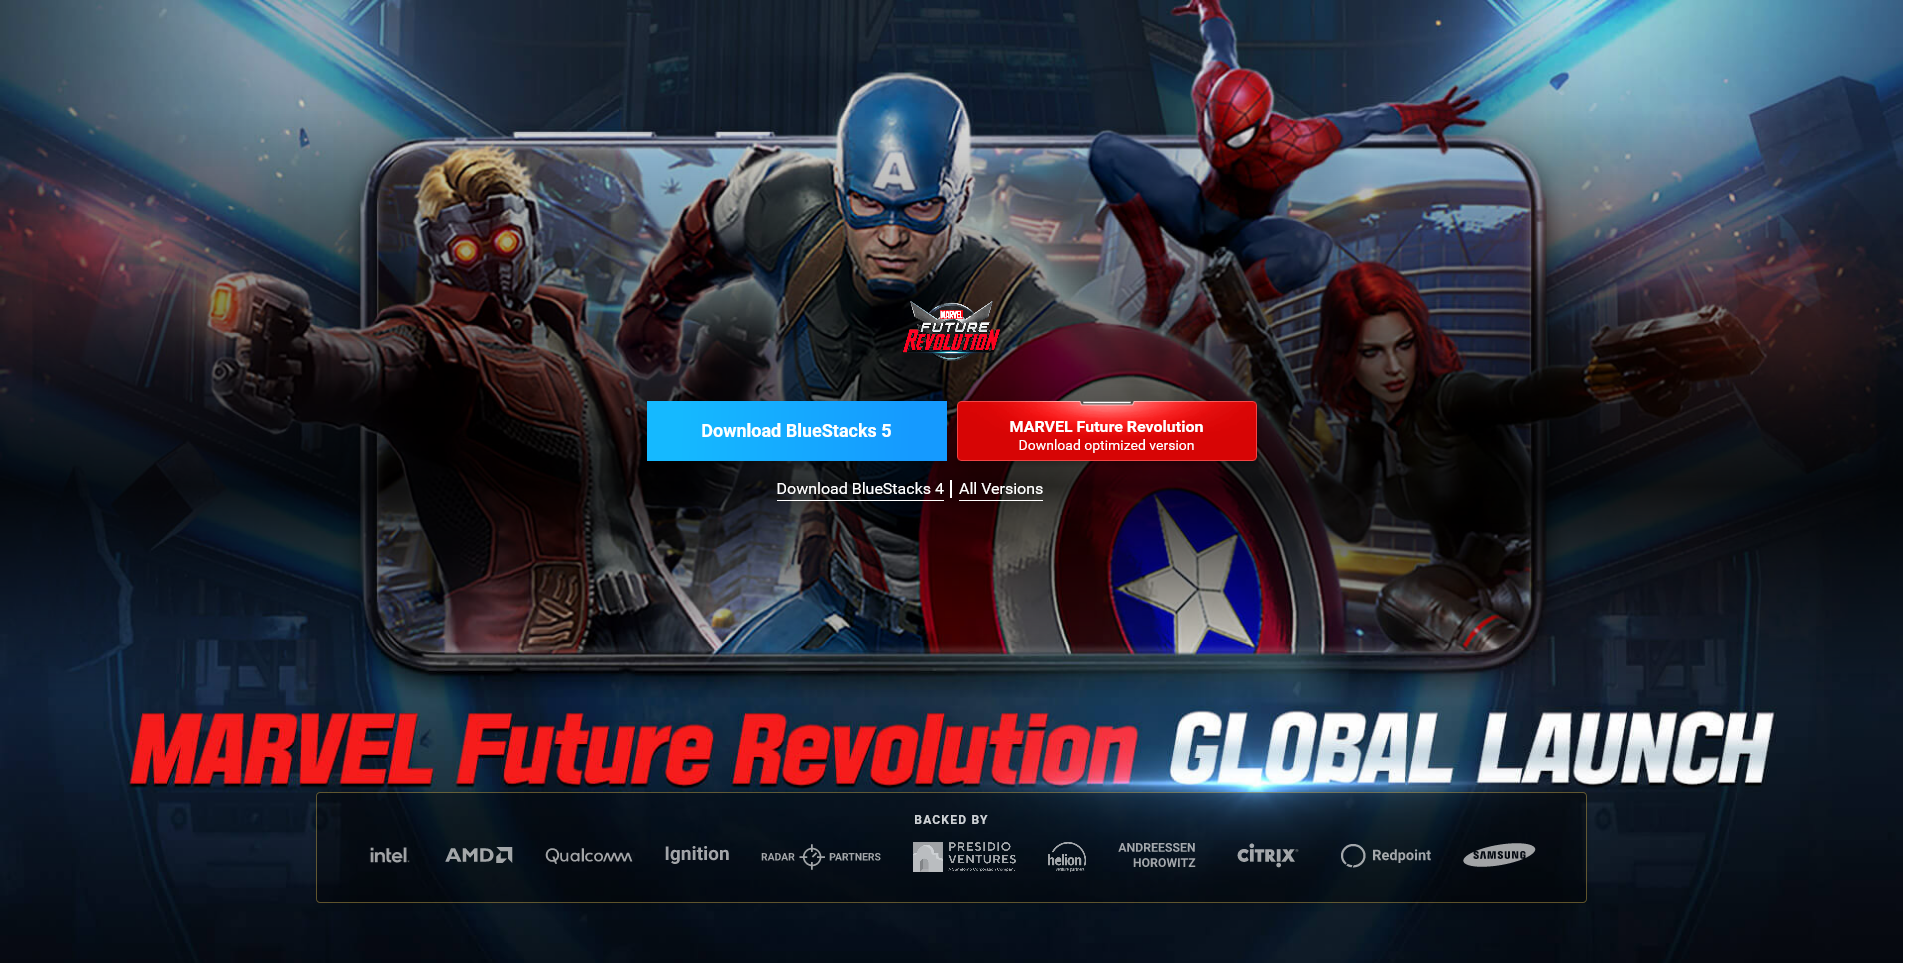 A
MARVEL
FUTURE
REVOLUTION
Download BlueStacks 5
MARVEL Future Revolution
Download optimized version
Download BlueStacks 4 | All Versions
MARVEL Future Revolution GLOBAL LAUNCH
BACKED BY
intel. AMD Qualcomm Ignition RADAR PARTNERS PRESIDIO VENTURES helion venture partners ANDREESSEN HOROWITZ CITRIX Redpoint SAMSUNG